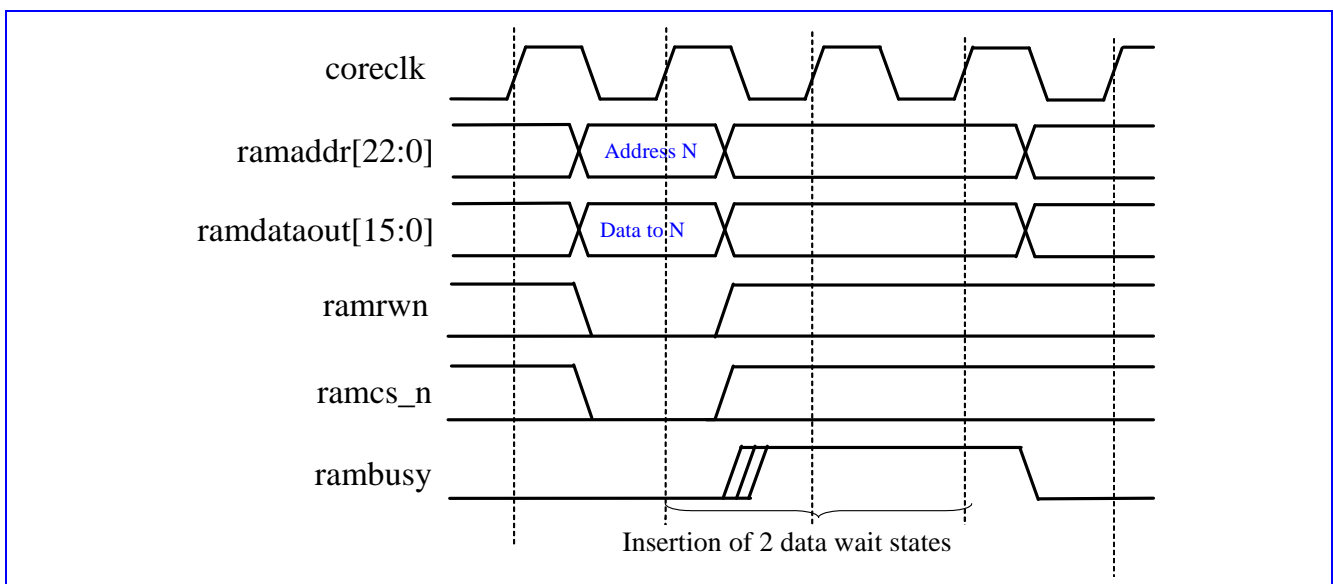 coreclk
ramaddr[22:0]
Address N
ramdataout[15:0]
Data to N
ramrwn
ramcs_n
rambusy
Insertion of 2 data wait states